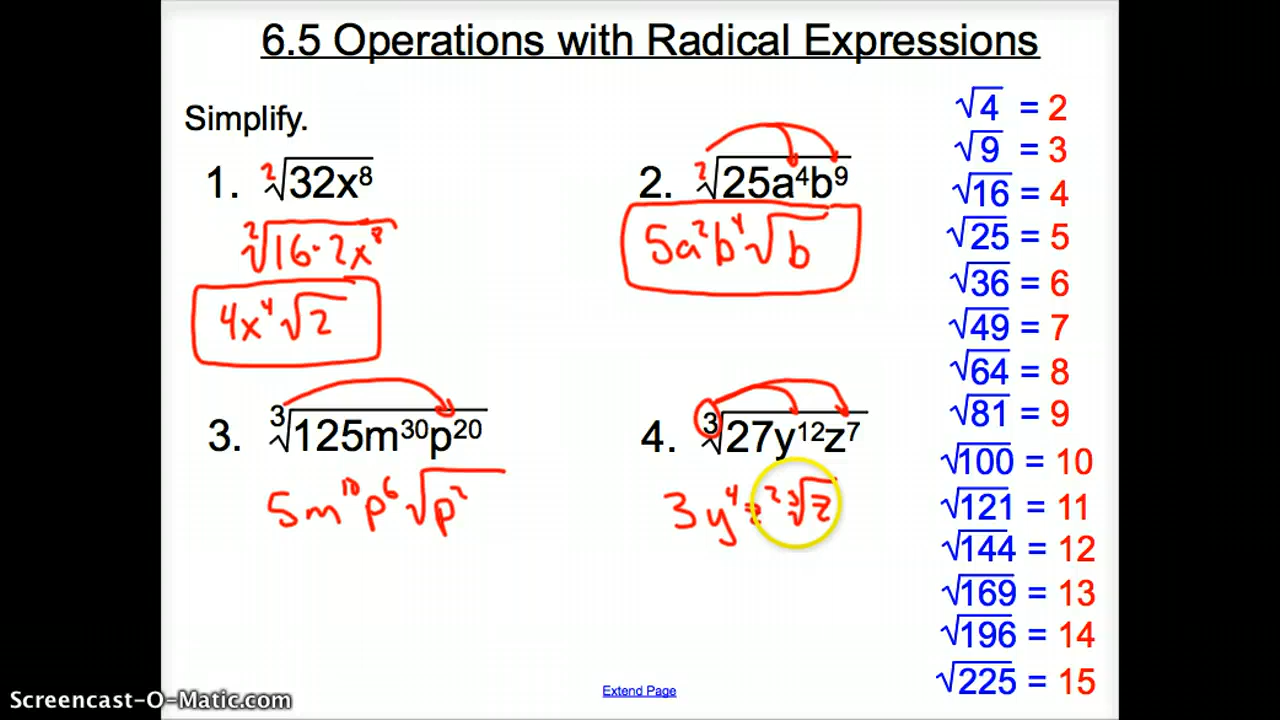 6.5 Operations with Radical Expressions
Simplify.
1. ²√32x⁸
²√16·2x⁸
4x⁴√2
2. ²√25a⁴b⁹
5a²b⁴√b
3. ³√125m³⁰p²⁰
5m¹⁰p⁶√p²
4. ³√27y¹²z⁷
3y⁴z² ³√z
√4 = 2
√9 = 3
√16 = 4
√25 = 5
√36 = 6
√49 = 7
√64 = 8
√81 = 9
√100 = 10
√121 = 11
√144 = 12
√169 = 13
√196 = 14
√225 = 15
Extend Page
Screencast-O-Matic.com